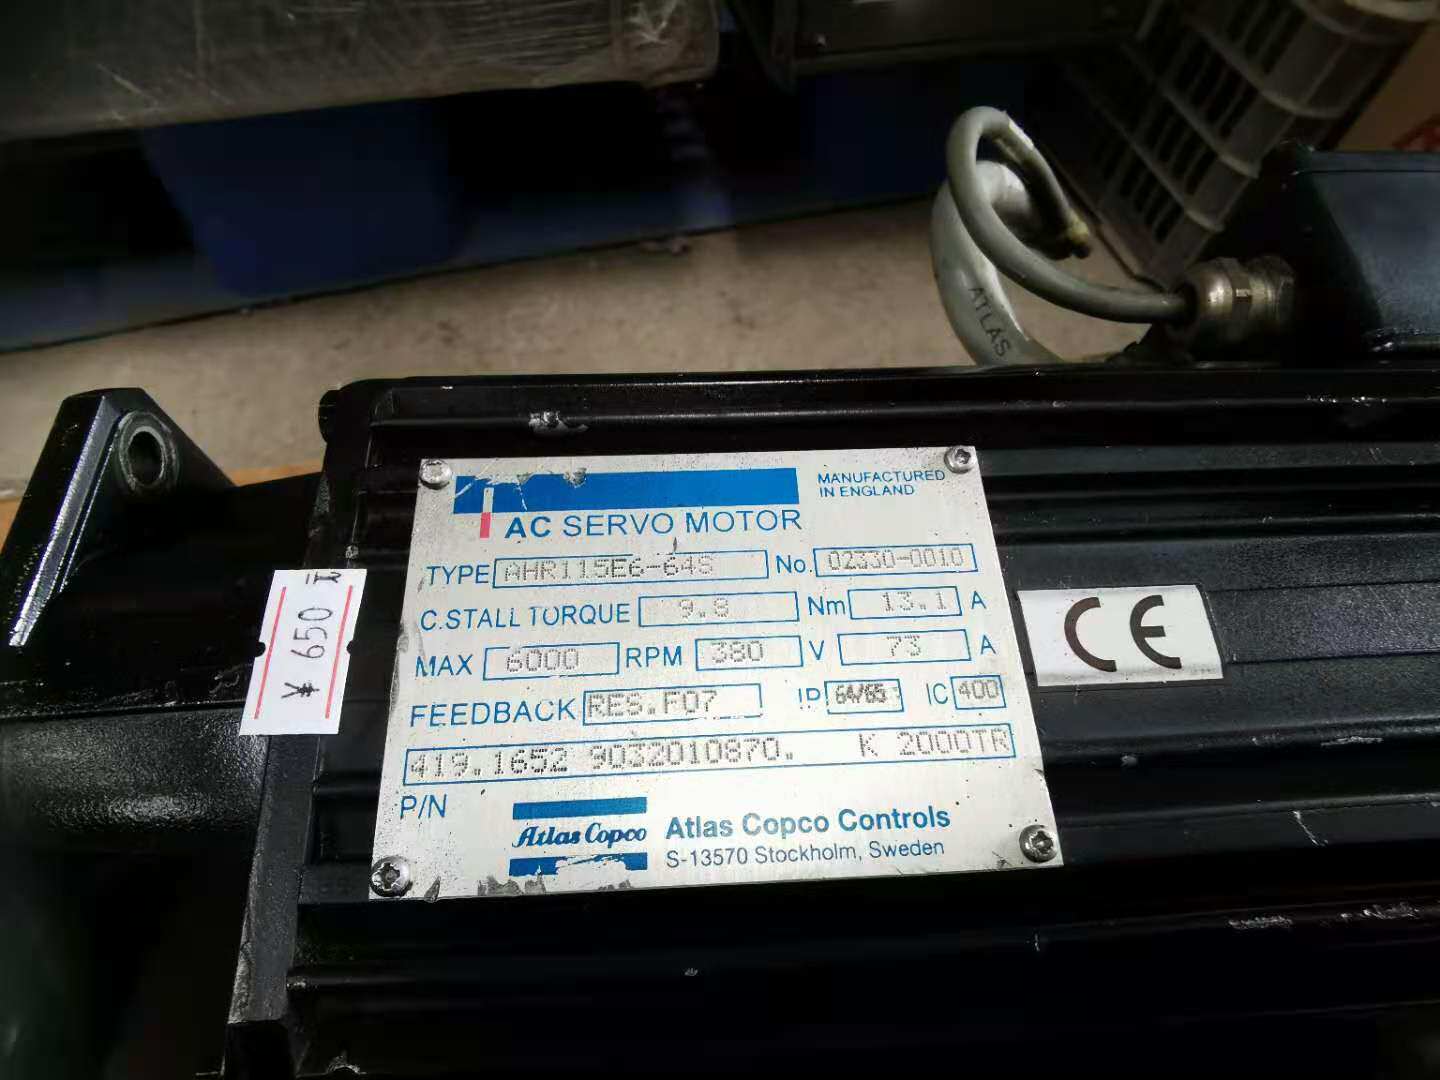 ATLAS
MANUFACTURED
IN ENGLAND
AC SERVO MOTOR
TYPE AHR115E6-64S No. 02330-0010
C.STALL TORQUE 9.8 Nm 13.1 A
MAX 6000 RPM 380 V 73 A
FEEDBACK RES.F07 IP 64/65 IC 400
419.1652 9032010870. K 2000TR
P/N
Atlas Copco
Atlas Copco Controls
S-13570 Stockholm, Sweden
CE
¥ 650